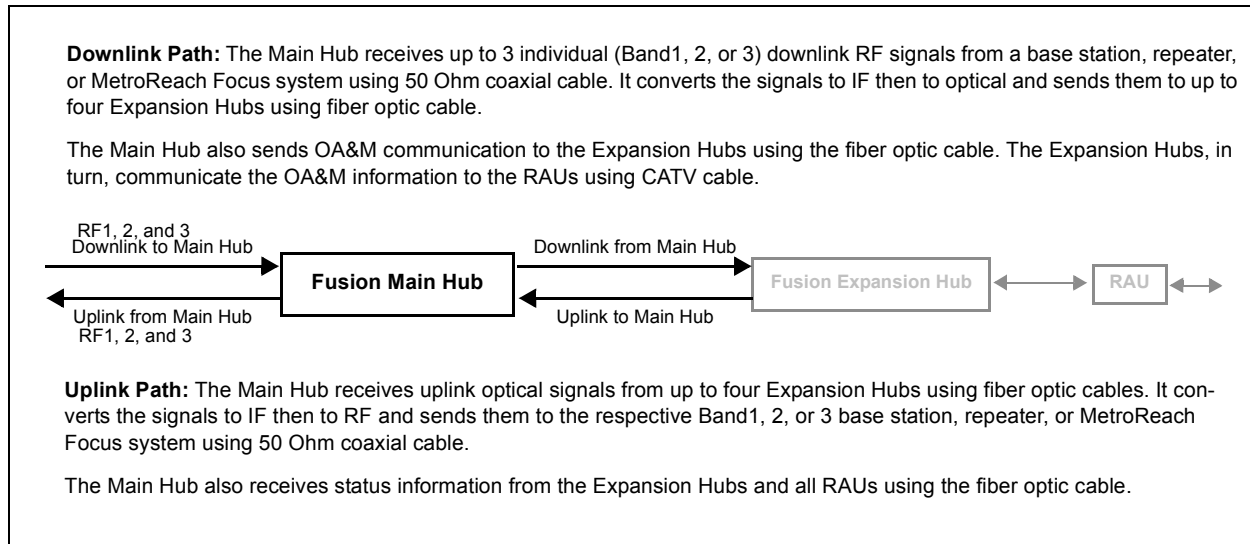 Downlink Path: The Main Hub receives up to 3 individual (Band1, 2, or 3) downlink RF signals from a base station, repeater,
or MetroReach Focus system using 50 Ohm coaxial cable. It converts the signals to IF then to optical and sends them to up to
four Expansion Hubs using fiber optic cable.
The Main Hub also sends OA&M communication to the Expansion Hubs using the fiber optic cable. The Expansion Hubs, in
turn, communicate the OA&M information to the RAUs using CATV cable.
RF1, 2, and 3
Downlink to Main Hub
Downlink from Main Hub
Fusion Main Hub
Fusion Expansion Hub
RAU
Uplink from Main Hub
RF1, 2, and 3
Uplink to Main Hub
Uplink Path: The Main Hub receives uplink optical signals from up to four Expansion Hubs using fiber optic cables. It con-
verts the signals to IF then to RF and sends them to the respective Band1, 2, or 3 base station, repeater, or MetroReach
Focus system using 50 Ohm coaxial cable.
The Main Hub also receives status information from the Expansion Hubs and all RAUs using the fiber optic cable.